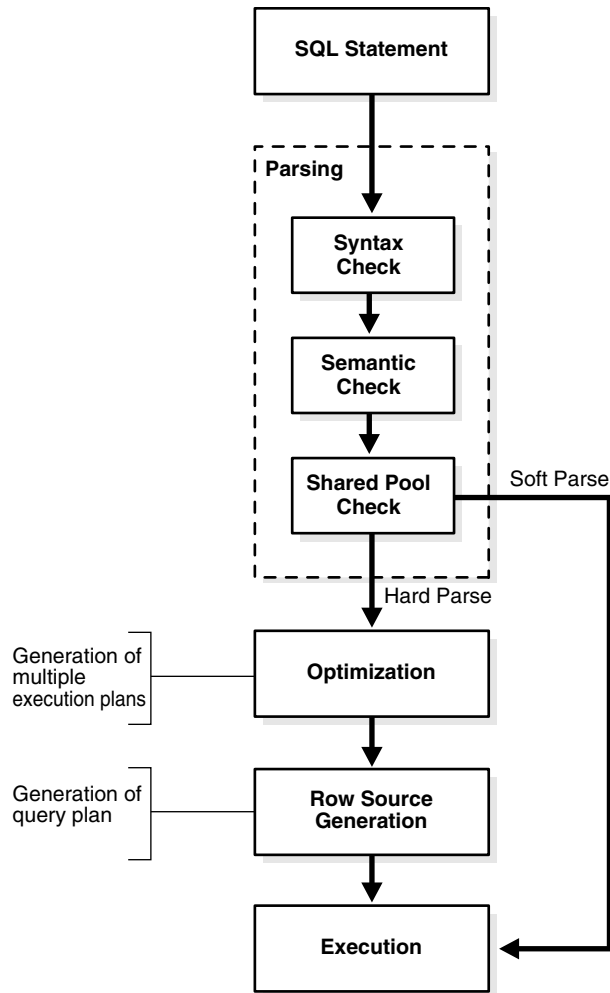 SQL Statement
Parsing
Syntax
Check
Semantic
Check
Shared Pool
Check
Soft Parse
Hard Parse
Generation of
multiple
execution plans
Optimization
Generation of
query plan
Row Source
Generation
Execution